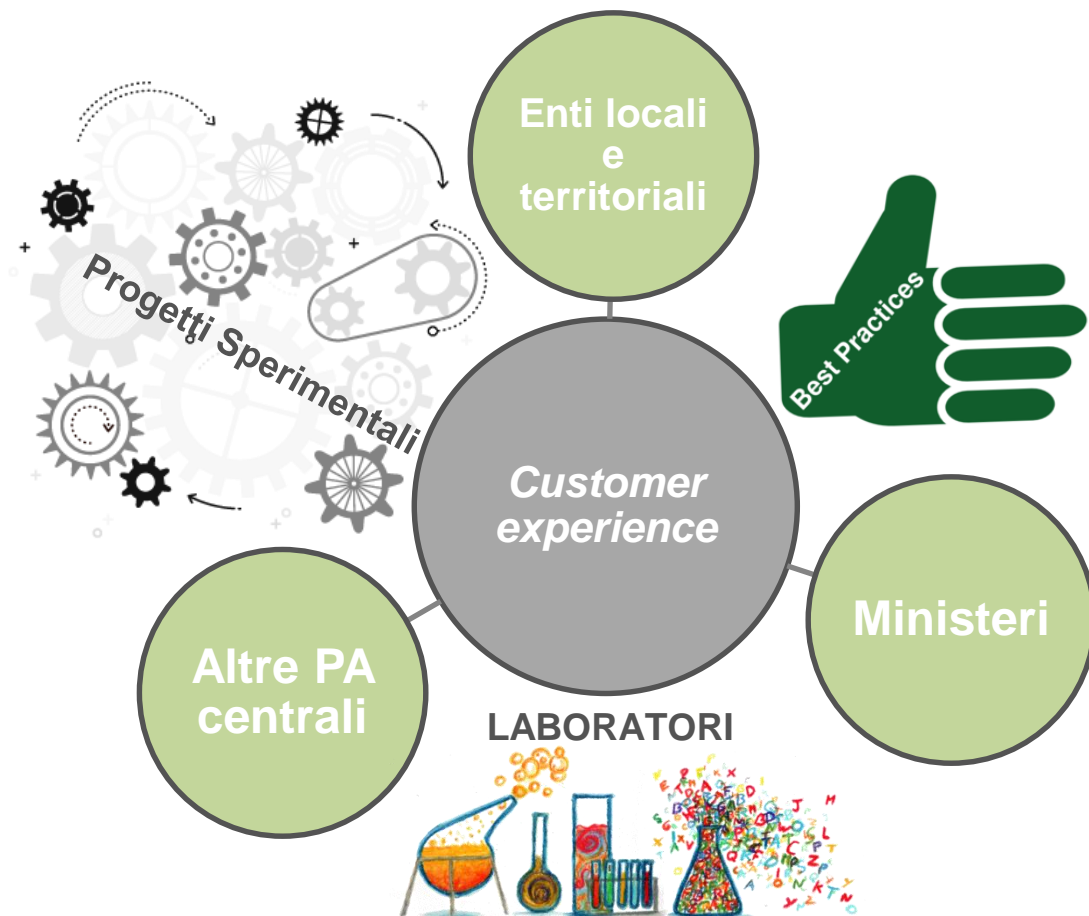 Enti locali
e
territoriali
Progetti Sperimentali
Best Practices
Customer
experience
Ministeri
Altre PA
centrali
LABORATORI